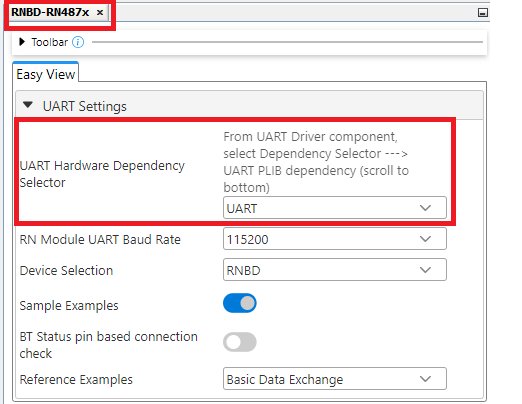 RNBD-RN487x ×
Toolbar
Easy View
UART Settings
UART Hardware Dependency
Selector
From UART Driver component,
select Dependency Selector --->
UART PLIB dependency (scroll to
bottom)
UART
RN Module UART Baud Rate
115200
Device Selection
RNBD
Sample Examples
BT Status pin based connection
check
Reference Examples
Basic Data Exchange